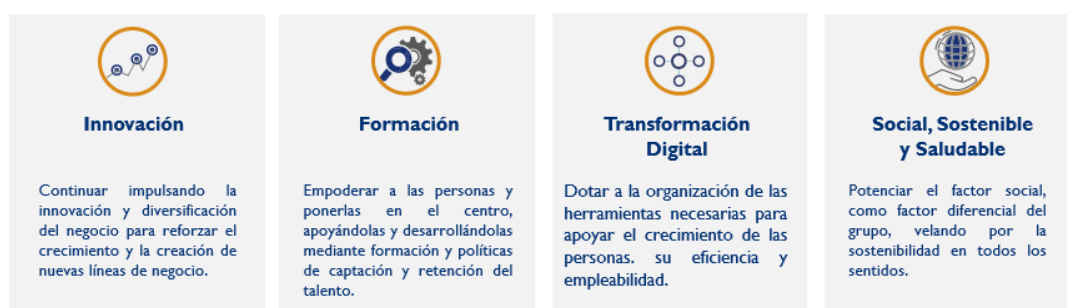 Innovación
Continuar impulsando la
innovación y diversificación
del negocio para reforzar el
crecimiento y la creación de
nuevas líneas de negocio.
Formación
Empoderar a las personas y
ponerlas en el centro,
apoyándolas y desarrollándolas
mediante formación y políticas
de captación y retención del
talento.
Transformación
Digital
Dotar a la organización de las
herramientas necesarias para
apoyar el crecimiento de las
personas. su eficiencia y
empleabilidad.
Social, Sostenible
y Saludable
Potenciar el factor social,
como factor diferencial del
grupo, velando por la
sostenibilidad en todos los
sentidos.